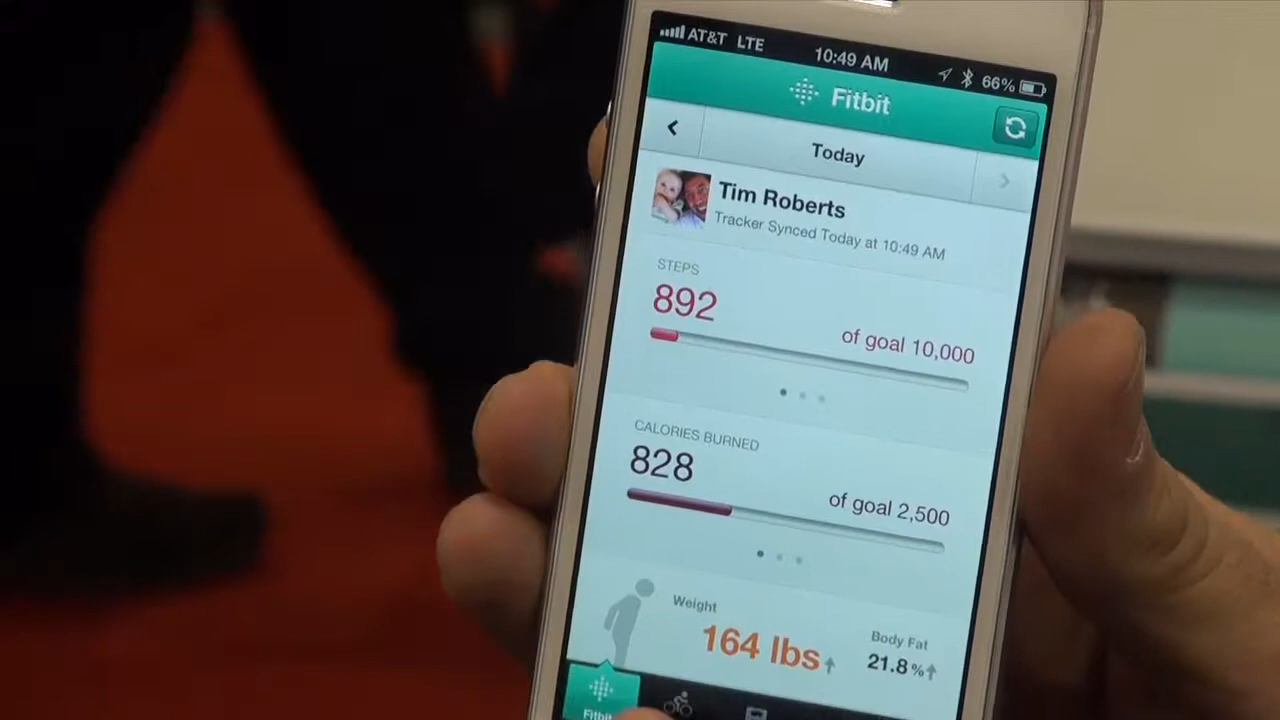 AT&T LTE 10:49 AM 66%
Fitbit
Today
Tim Roberts
Tracker Synced Today at 10:49 AM
STEPS
892
of goal 10,000
CALORIES BURNED
828
of goal 2,500
Weight
164 lbs
Body Fat
21.8%
Fitbit